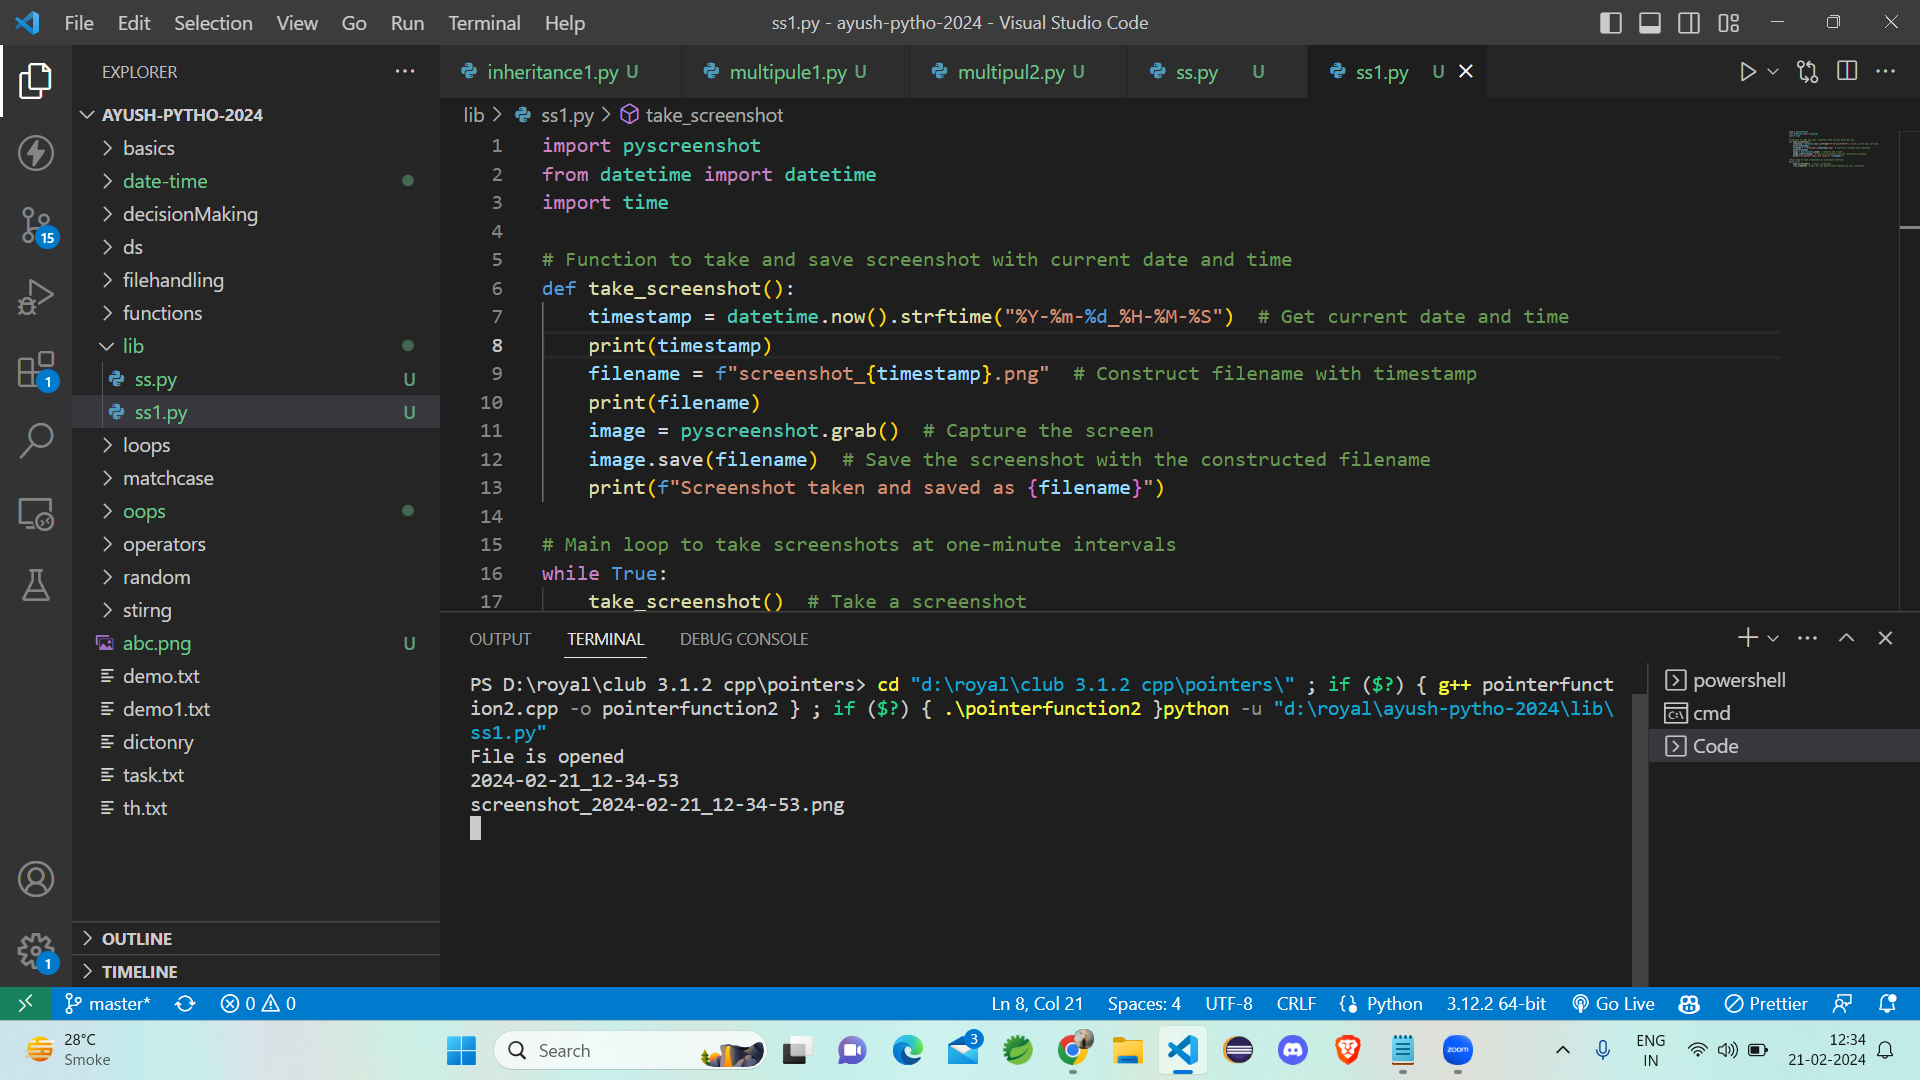 File Edit Selection View Go Run Terminal Help
ss1.py - ayush-pytho-2024 - Visual Studio Code
EXPLORER
AYUSH-PYTHO-2024
basics
date-time
decisionMaking
ds
filehandling
functions
lib
ss.py U
ss1.py U
loops
matchcase
oops
operators
random
stirng
abc.png U
demo.txt
demo1.txt
dictonry
task.txt
th.txt
OUTLINE
TIMELINE
15
1
1
inheritance1.py U multipule1.py U multipul2.py U ss.py U ss1.py U
lib > ss1.py > take_screenshot
1 import pyscreenshot
2 from datetime import datetime
3 import time
4
5 # Function to take and save screenshot with current date and time
6 def take_screenshot():
7 timestamp = datetime.now().strftime("%Y-%m-%d_%H-%M-%S") # Get current date and time
8 print(timestamp)
9 filename = f"screenshot_{timestamp}.png" # Construct filename with timestamp
10 print(filename)
11 image = pyscreenshot.grab() # Capture the screen
12 image.save(filename) # Save the screenshot with the constructed filename
13 print(f"Screenshot taken and saved as {filename}")
14
15 # Main loop to take screenshots at one-minute intervals
16 while True:
17 take_screenshot() # Take a screenshot
OUTPUT TERMINAL DEBUG CONSOLE
PS D:\royal\club 3.1.2 cpp\pointers> cd "d:\royal\club 3.1.2 cpp\pointers\" ; if ($?) { g++ pointerfunct
ion2.cpp -o pointerfunction2 } ; if ($?) { .\pointerfunction2 }python -u "d:\royal\ayush-pytho-2024\lib\
ss1.py"
File is opened
2024-02-21_12-34-53
screenshot_2024-02-21_12-34-53.png
powershell
cmd
Code
master* 0 0 Ln 8, Col 21 Spaces: 4 UTF-8 CRLF Python 3.12.2 64-bit Go Live Prettier
28°C
Smoke
Search
3
zoom
ENG
IN
12:34
21-02-2024